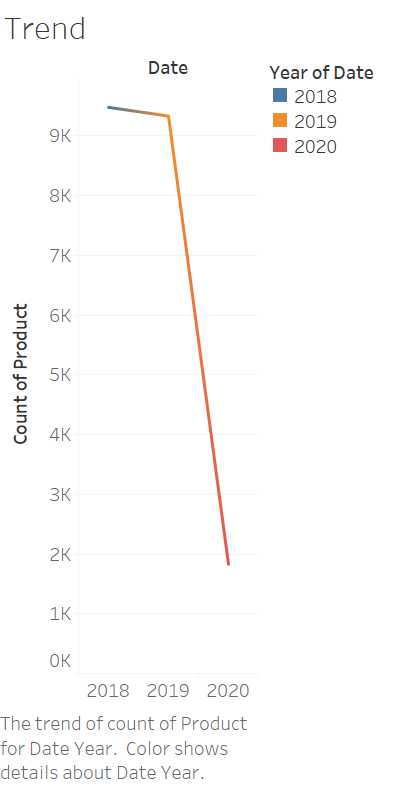 Trend
Date
Year of Date
2018
2019
2020
9K
8K
7K
6K
5K
4K
3K
2K
1K
0K
Count of Product
2018 2019 2020
The trend of count of Product
for Date Year. Color shows
details about Date Year.